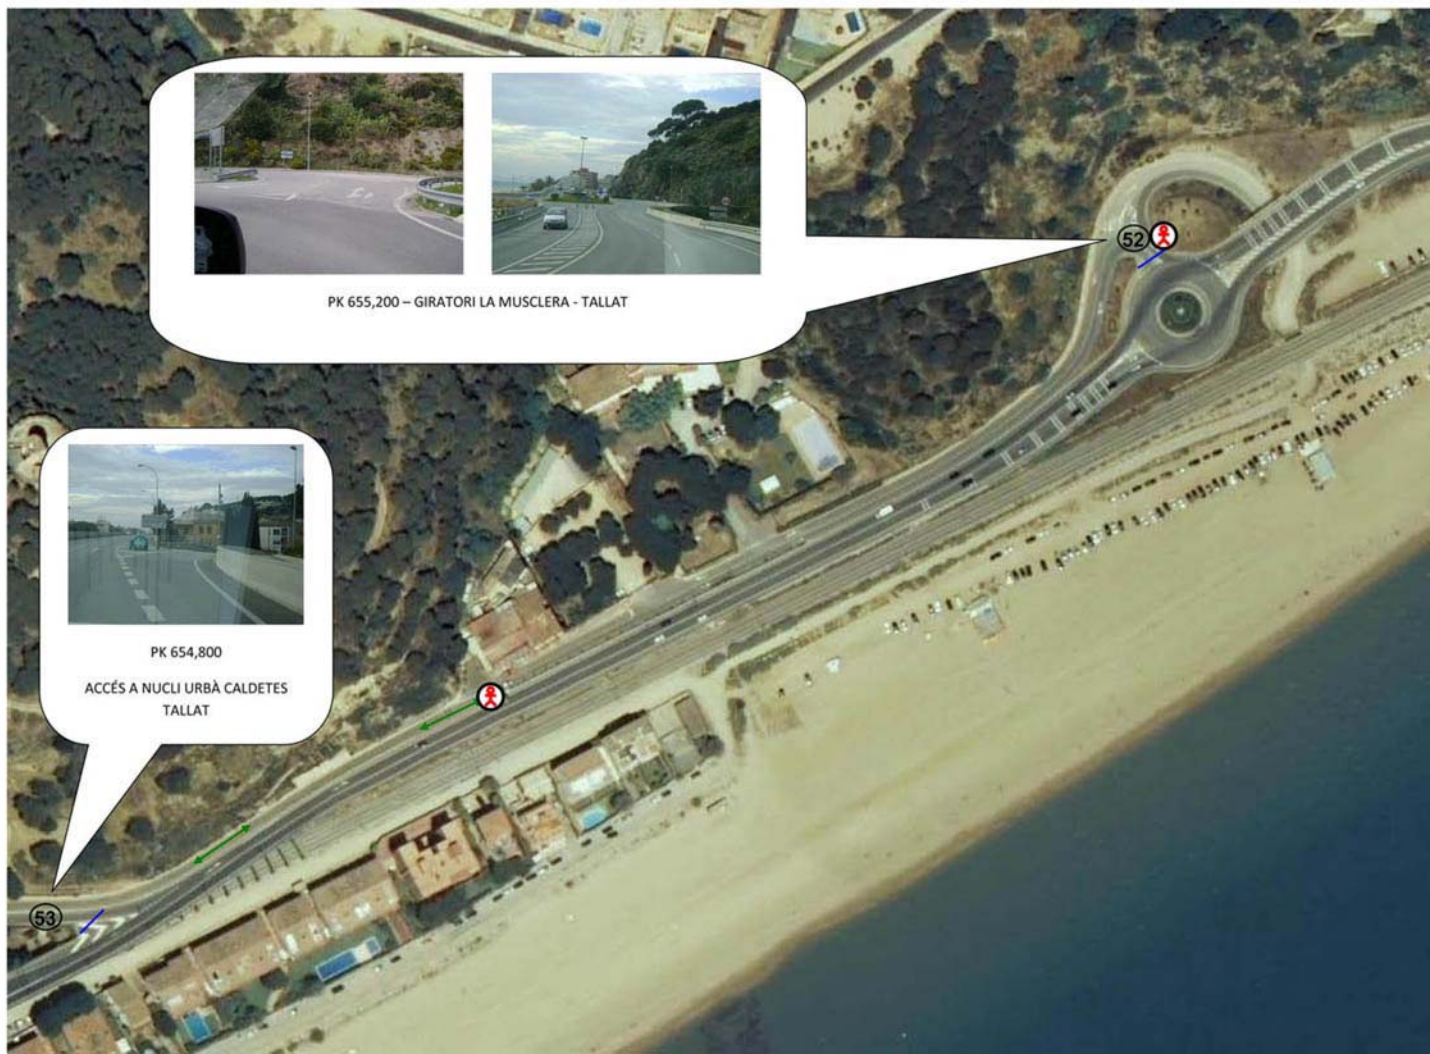 PK 655,200 – GIRATORI LA MUSCLERA - TALLAT
52
PK 654,800
ACCÉS A NUCLI URBÀ CALDETES
TALLAT
53